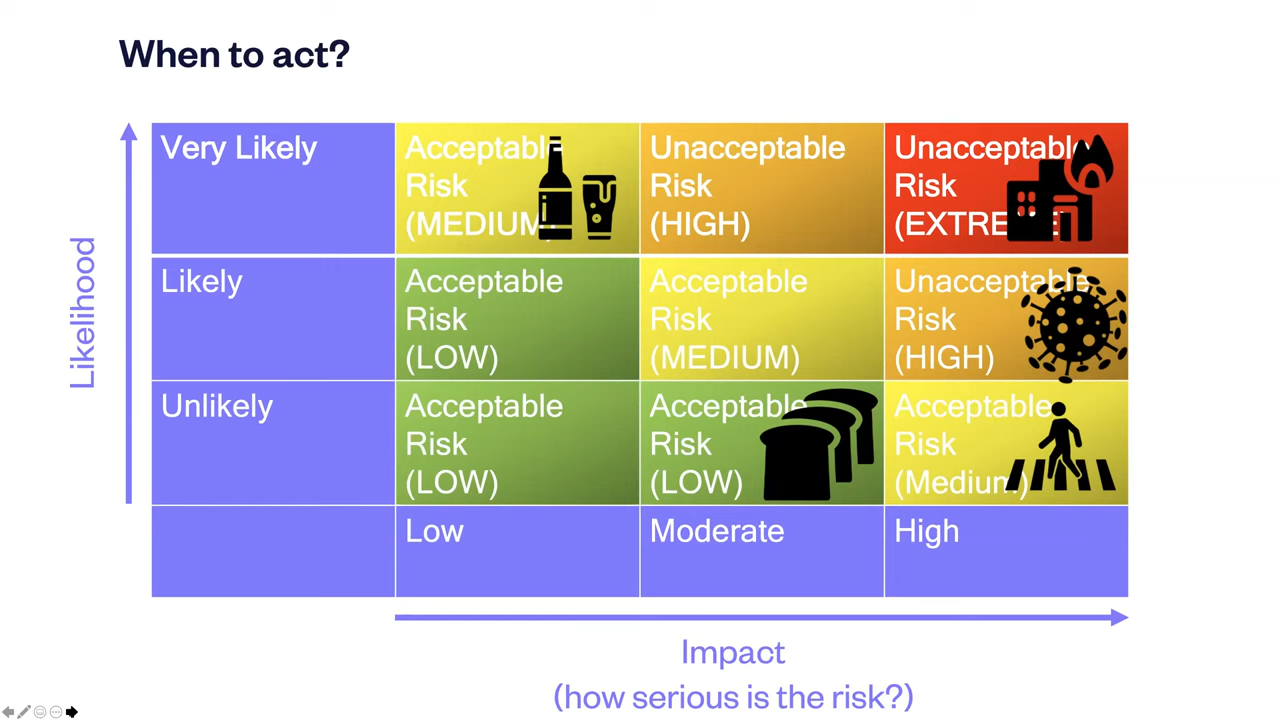 When to act?
Likelihood
Very Likely
Acceptable
Risk
(MEDIUM)
Unacceptable
Risk
(HIGH)
Unacceptable
Risk
(EXTREME)
Likely
Acceptable
Risk
(LOW)
Acceptable
Risk
(MEDIUM)
Unacceptable
Risk
(HIGH)
Unlikely
Acceptable
Risk
(LOW)
Acceptable
Risk
(LOW)
Acceptable
Risk
(Medium)
Low
Moderate
High
Impact
(how serious is the risk?)